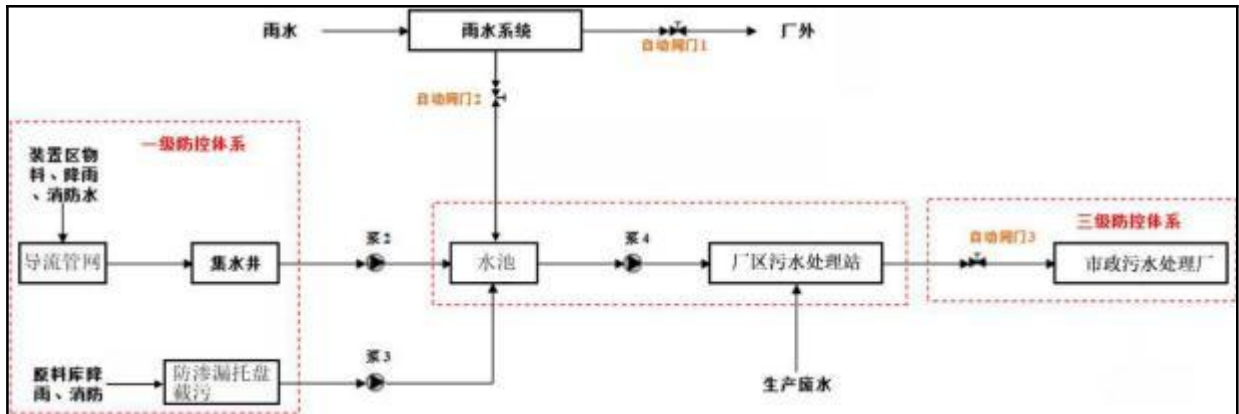 雨水
雨水系统
自动闸门1
厂外
自动闸门2
一级防控体系
装置区物
料、降雨
、消防水
导流管网
集水井
泵2
水池
泵4
厂区污水处理站
三级防控体系
自动闸门3
市政污水处理厂
原料库降
雨、消防
防渗漏托盘
截污
泵3
生产废水